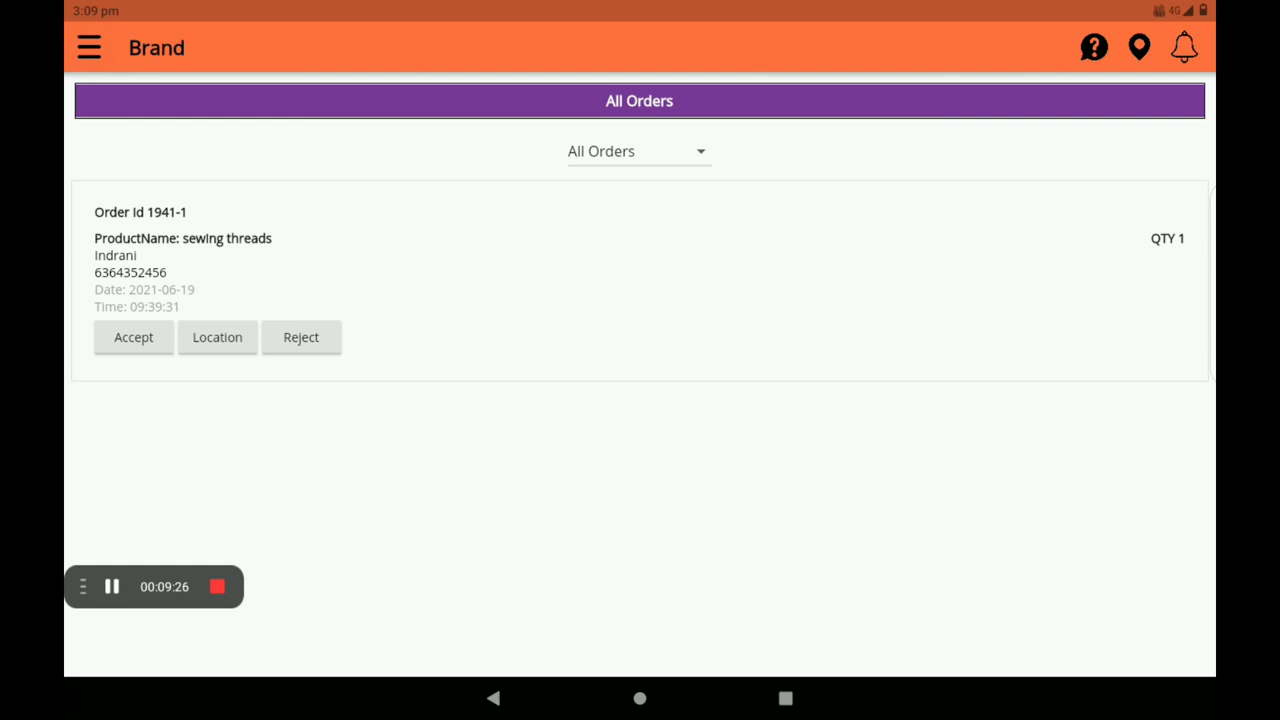 3:09 pm
4G
Brand
All Orders
All Orders
Order Id 1941-1
ProductName: sewing threads
QTY 1
Indrani
6364352456
Date: 2021-06-19
Time: 09:39:31
Accept Location Reject
00:09:26